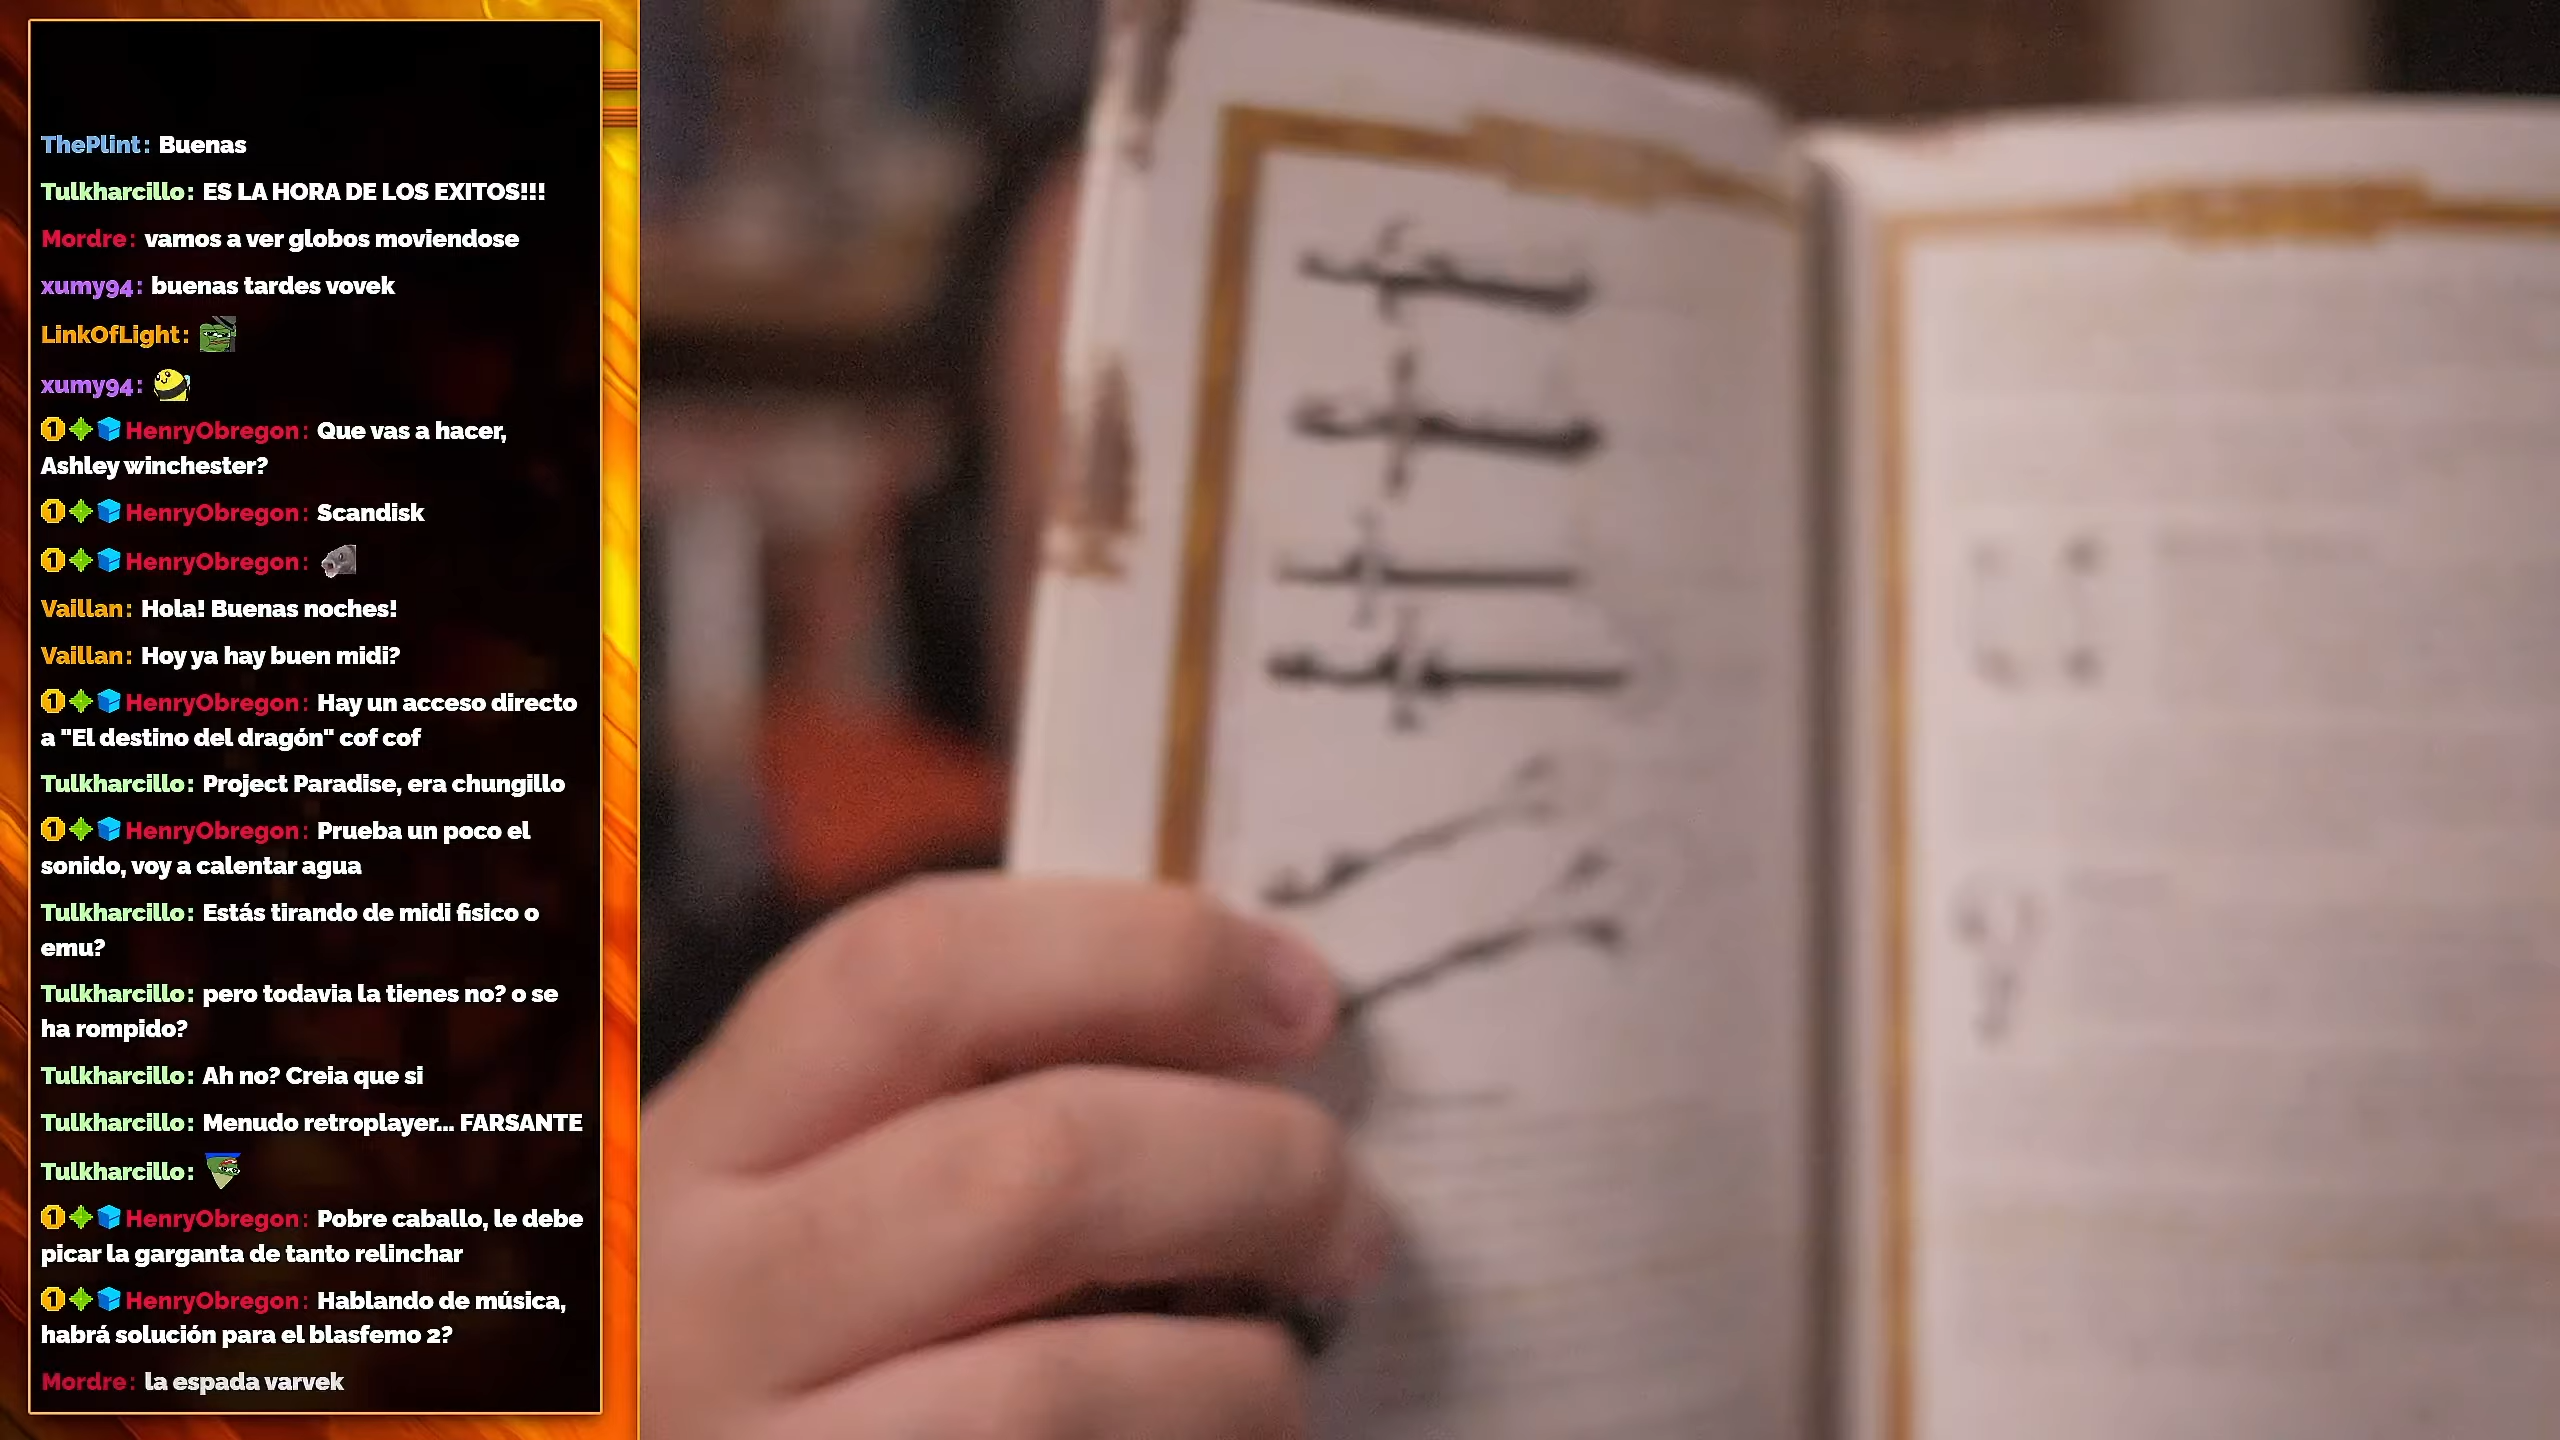 ThePlint: Buenas
Tulkharcillo: ES LA HORA DE LOS EXITOS!!!
Mordre: vamos a ver globos moviendose
xumy94: buenas tardes vovek
LinkOfLight:
xumy94:
HenryObregon: Que vas a hacer,
Ashley winchester?
HenryObregon: Scandisk
HenryObregon:
Vaillan: Hola! Buenas noches!
Vaillan: Hoy ya hay buen midi?
HenryObregon: Hay un acceso directo
a "El destino del dragón" cof cof
Tulkharcillo: Project Paradise, era chungillo
HenryObregon: Prueba un poco el
sonido, voy a calentar agua
Tulkharcillo: Estás tirando de midi fisico o
emu?
Tulkharcillo: pero todavia la tienes no? o se
ha rompido?
Tulkharcillo: Ah no? Creia que si
Tulkharcillo: Menudo retroplayer... FARSANTE
Tulkharcillo:
HenryObregon: Pobre caballo, le debe
picar la garganta de tanto relinchar
HenryObregon: Hablando de música,
habrá solución para el blasfemo 2?
Mordre: la espada varvek